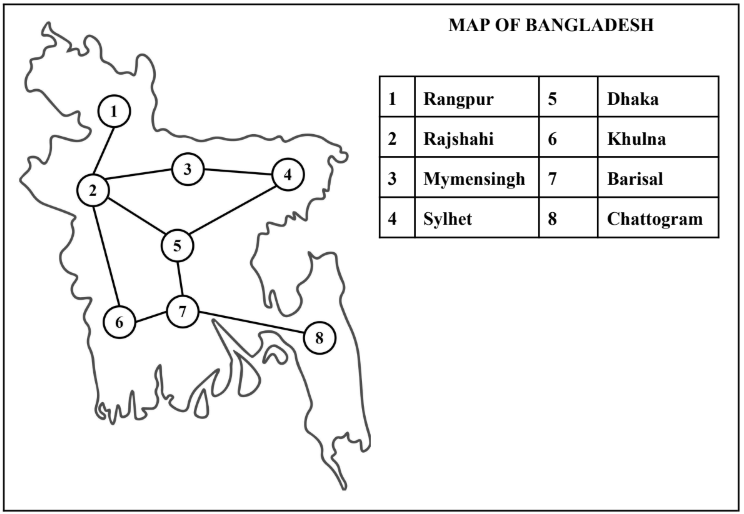 MAP OF BANGLADESH
1 Rangpur 5 Dhaka
2 Rajshahi 6 Khulna
3 Mymensingh 7 Barisal
4 Sylhet 8 Chattogram
1
2
3
4
5
6
7
8